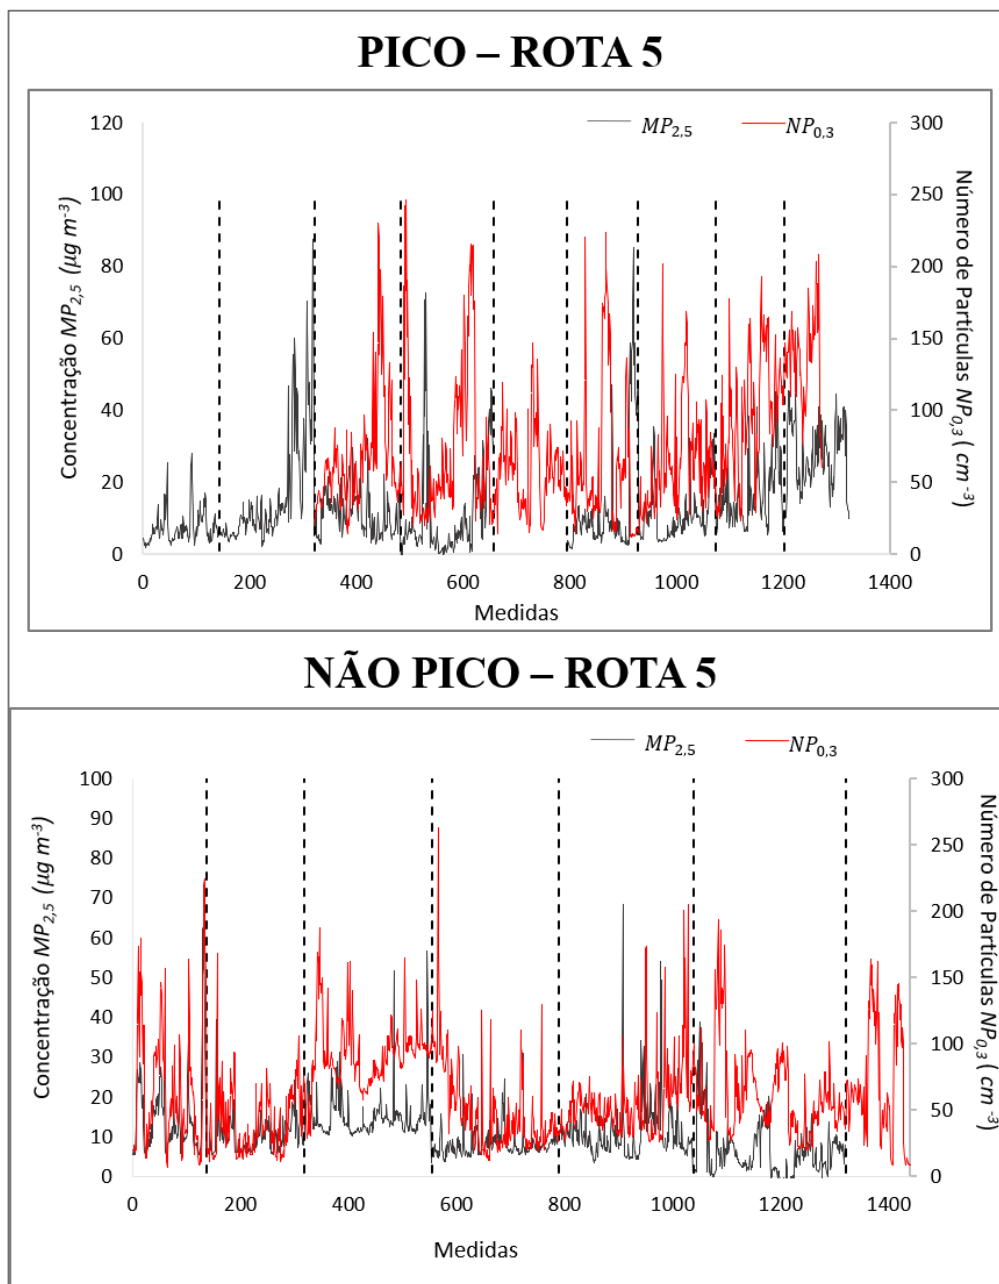 PICO – ROTA 5
MP2,5 NP0,3
Concentração MP2,5 (µg m-3)
120
100
80
60
40
20
0
300
250
200
150
100
50
0
Número de Partículas NP0,3 ( cm-3)
0 200 400 600 800 1000 1200 1400
Medidas
NÃO PICO – ROTA 5
MP2,5 NP0,3
Concentração MP2,5 (µg m-3)
100
90
80
70
60
50
40
30
20
10
0
300
250
200
150
100
50
0
Número de Partículas NP0,3 ( cm-3)
0 200 400 600 800 1000 1200 1400
Medidas